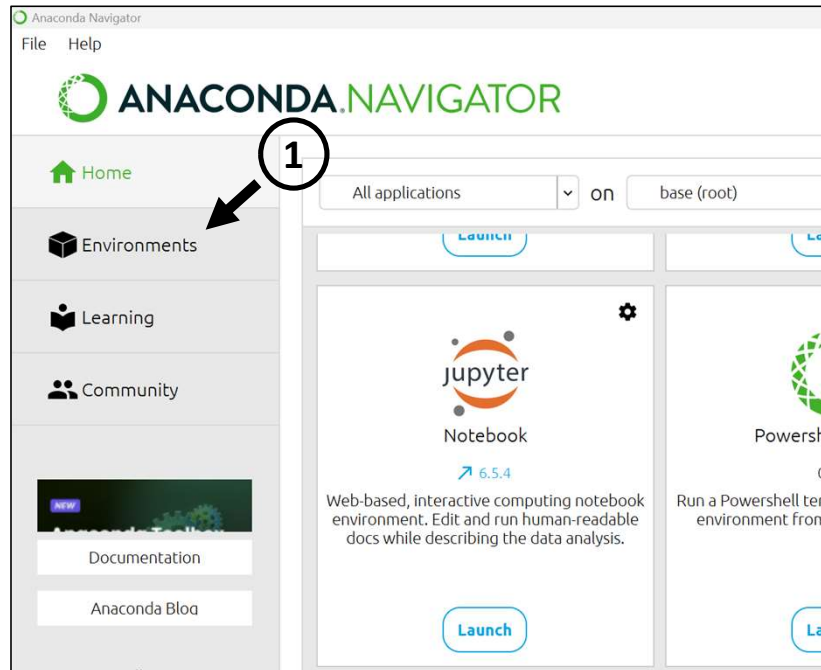 Anaconda Navigator
File Help
ANACONDA.NAVIGATOR
1
Home
All applications
on
base (root)
Environments
Launch
Learning
Community
jupyter
Notebook
6.5.4
Web-based, interactive computing notebook
environment. Edit and run human-readable
docs while describing the data analysis.
Launch
Run a Powershell
environment
NEW
Anaconda Toolbox
Documentation
Anaconda Blog